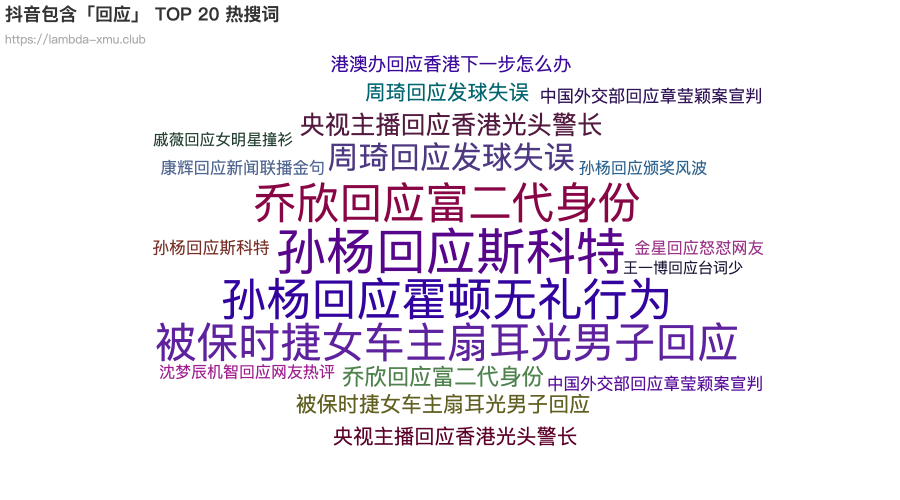 抖音包含「回应」 TOP 20 热搜词
https://lambda-xmu.club
港澳办回应香港下一步怎么办
周琦回应发球失误
中国外交部回应章莹颖案宣判
央视主播回应香港光头警长
戚薇回应女明星撞衫
周琦回应发球失误
康辉回应新闻联播金句
孙杨回应颁奖风波
乔欣回应富二代身份
孙杨回应斯科特
孙杨回应斯科特
金星回应怒怼网友
王一博回应台词少
孙杨回应霍顿无礼行为
被保时捷女车主扇耳光男子回应
沈梦辰机智回应网友热评
乔欣回应富二代身份
中国外交部回应章莹颖案宣判
被保时捷女车主扇耳光男子回应
央视主播回应香港光头警长